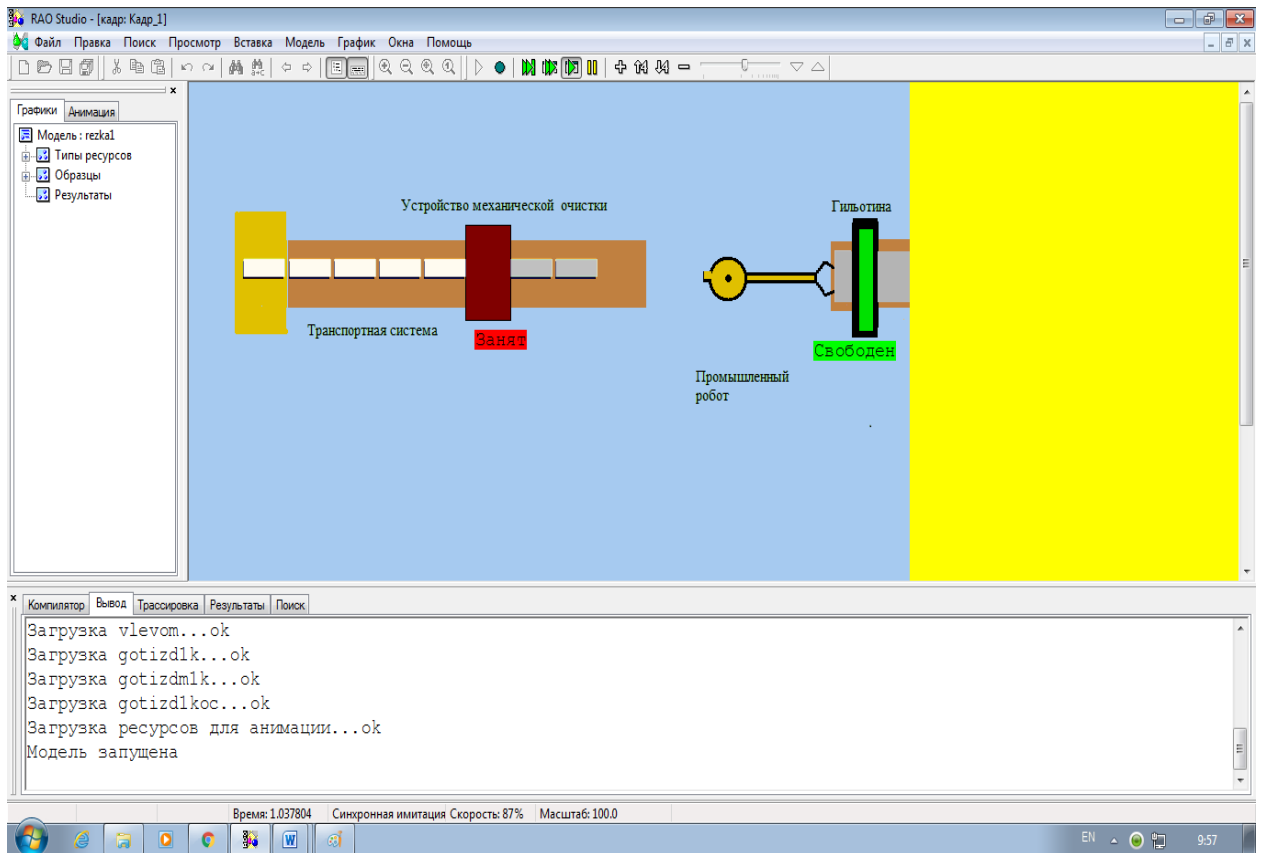 RAO Studio - [кадр: Кадр_1]
Файл Правка Поиск Просмотр Вставка Модель График Окна Помощь
Графики Анимация
Модель : rezka1
Типы ресурсов
Образцы
Результаты
Устройство механической очистки
Гильотина
Транспортная система
Занят
Свободен
Промышленный
робот
Компилятор Вывод Трассировка Результаты Поиск
Загрузка vlevom...ok
Загрузка gotizd1k...ok
Загрузка gotizdm1k...ok
Загрузка gotizd1koc...ok
Загрузка ресурсов для анимации...ok
Модель запущена
Время: 1.037804 Синхронная имитация Скорость: 87% Масштаб: 100.0
EN 9:57